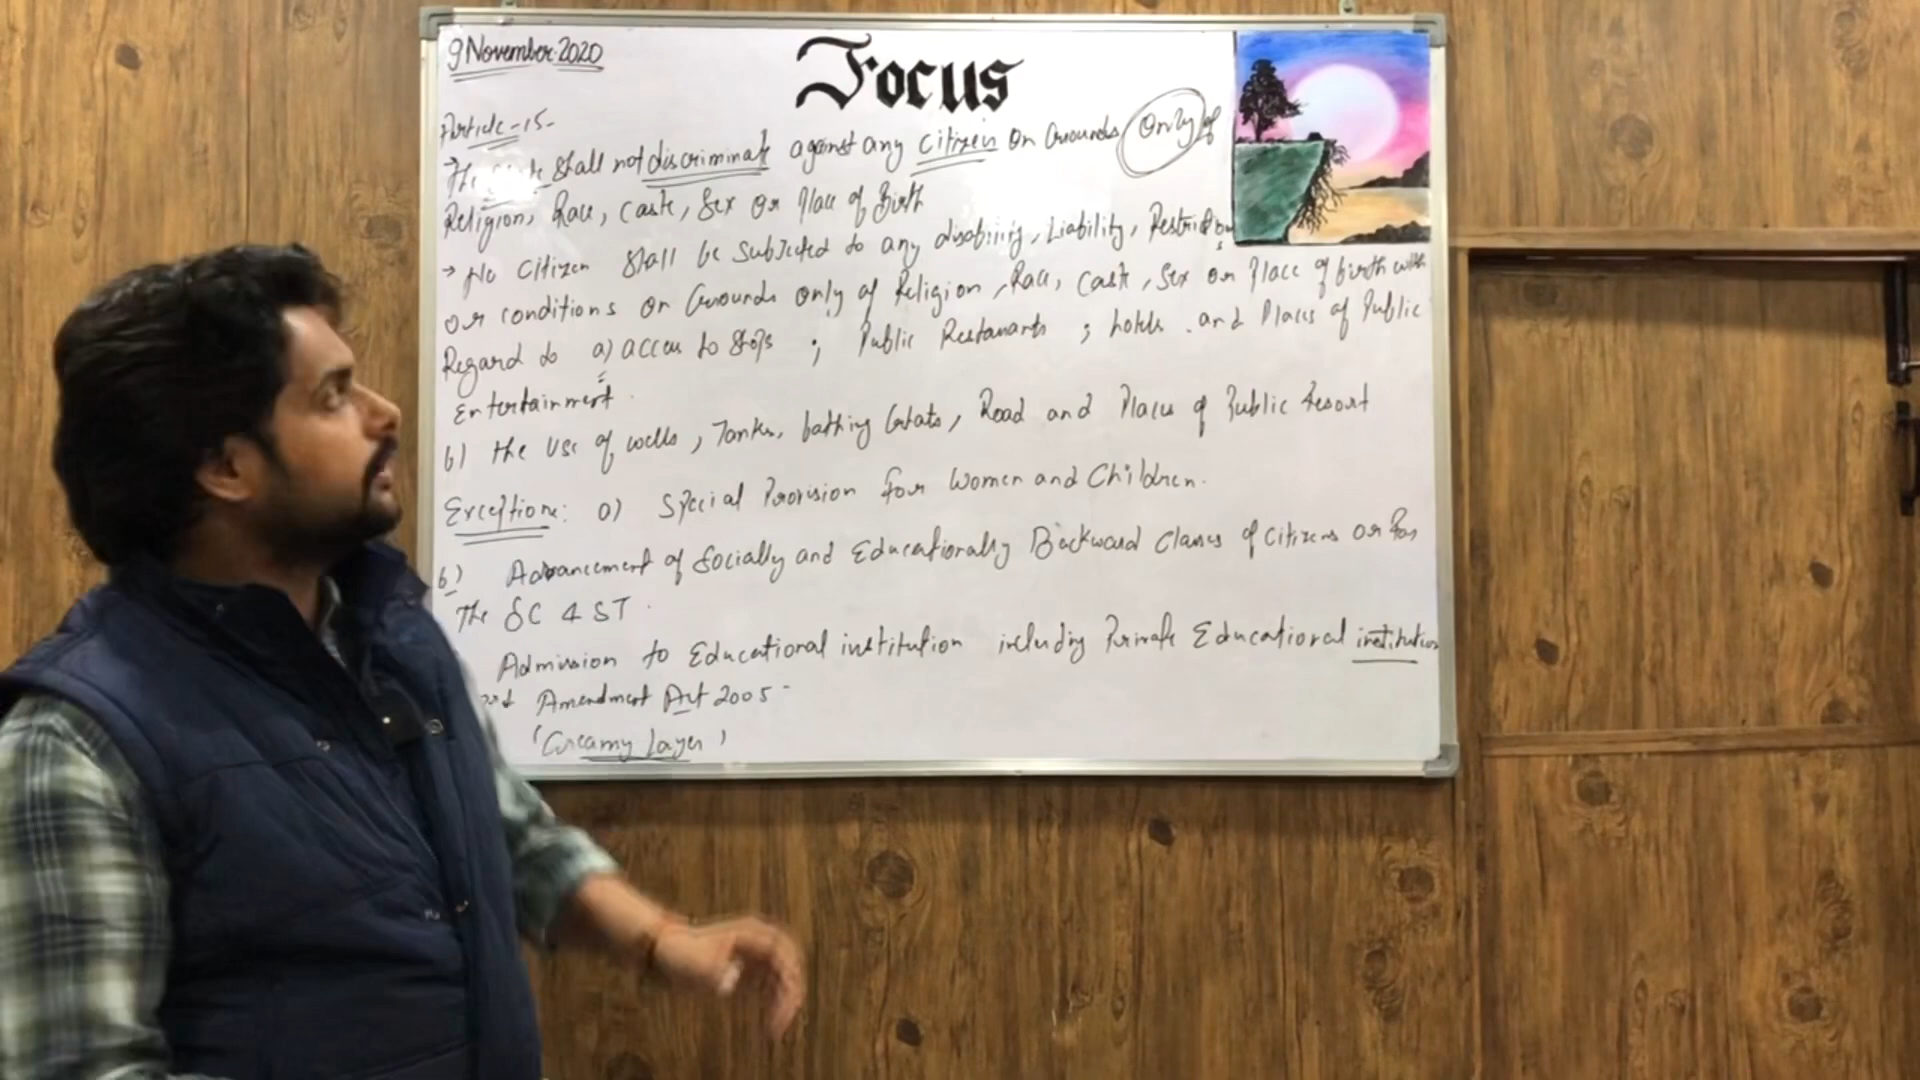 9 November 2020
Focus
Article-15-
→ The State Shall not discriminate against any Citizen On Grounds Only of
Religion, Race, Caste, Sex or Place of Birth
→ No Citizen Shall be Subjected to any disability, Liability, Restrictions
or conditions on Grounds only of Religion, Race, Caste, Sex or Place of birth with
Regard to a) access to Shops ; Public Restaurants ; hotels and Places of Public
Entertainment.
b) the use of wells, Tanks, bathing Ghats, Road and Places of Public Resort
Exception: a) Special Provision for Women and Children.
b) Advancement of Socially and Educationally Backward Classes of citizens or for
The SC & ST.
Admission to Educational institution including Private Educational institution
Amendment Act 2005-
(Creamy Layer)